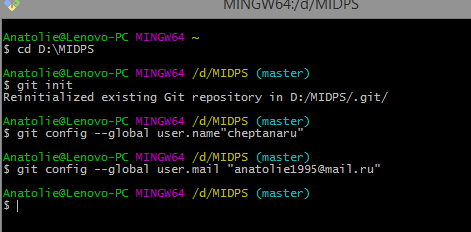 MINGW64:/d/MIDPS
Anatolie@Lenovo-PC MINGW64 ~
$ cd D:\MIDPS
Anatolie@Lenovo-PC MINGW64 /d/MIDPS (master)
$ git init
Reinitialized existing Git repository in D:/MIDPS/.git/
Anatolie@Lenovo-PC MINGW64 /d/MIDPS (master)
$ git config --global user.name"cheptanaru"
Anatolie@Lenovo-PC MINGW64 /d/MIDPS (master)
$ git config --global user.mail "anatolie1995@mail.ru"
Anatolie@Lenovo-PC MINGW64 /d/MIDPS (master)
$